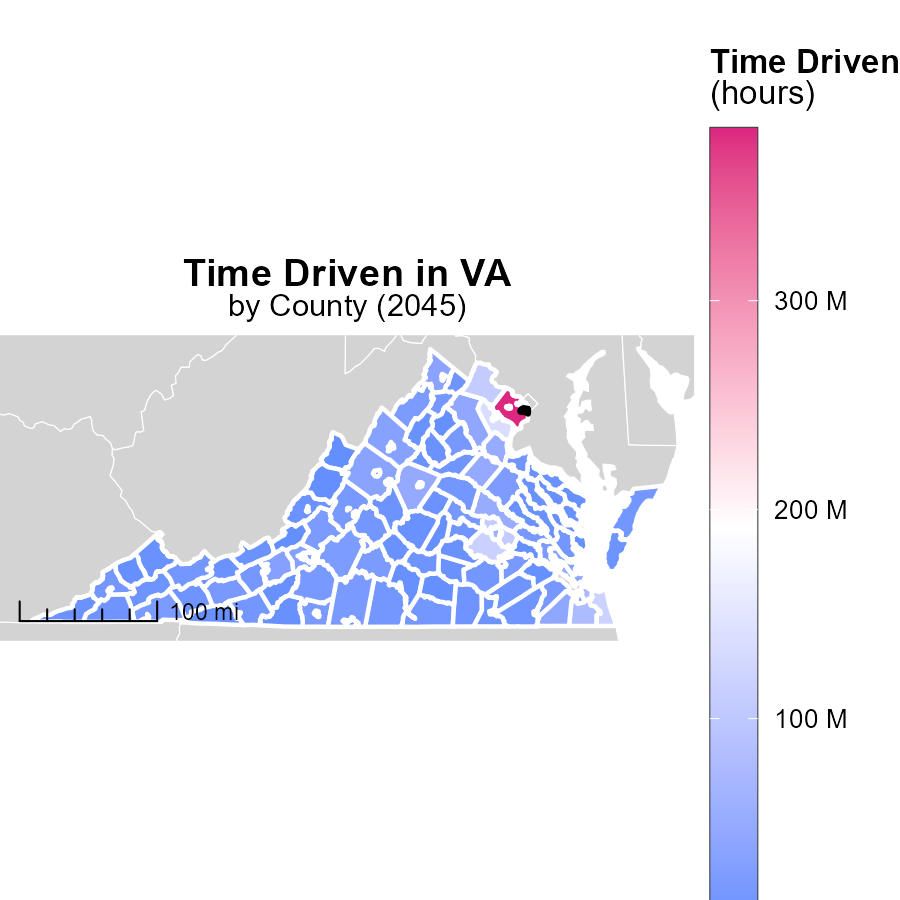 Time Driven
(hours)
300 M
200 M
100 M
Time Driven in VA
by County (2045)
100 mi